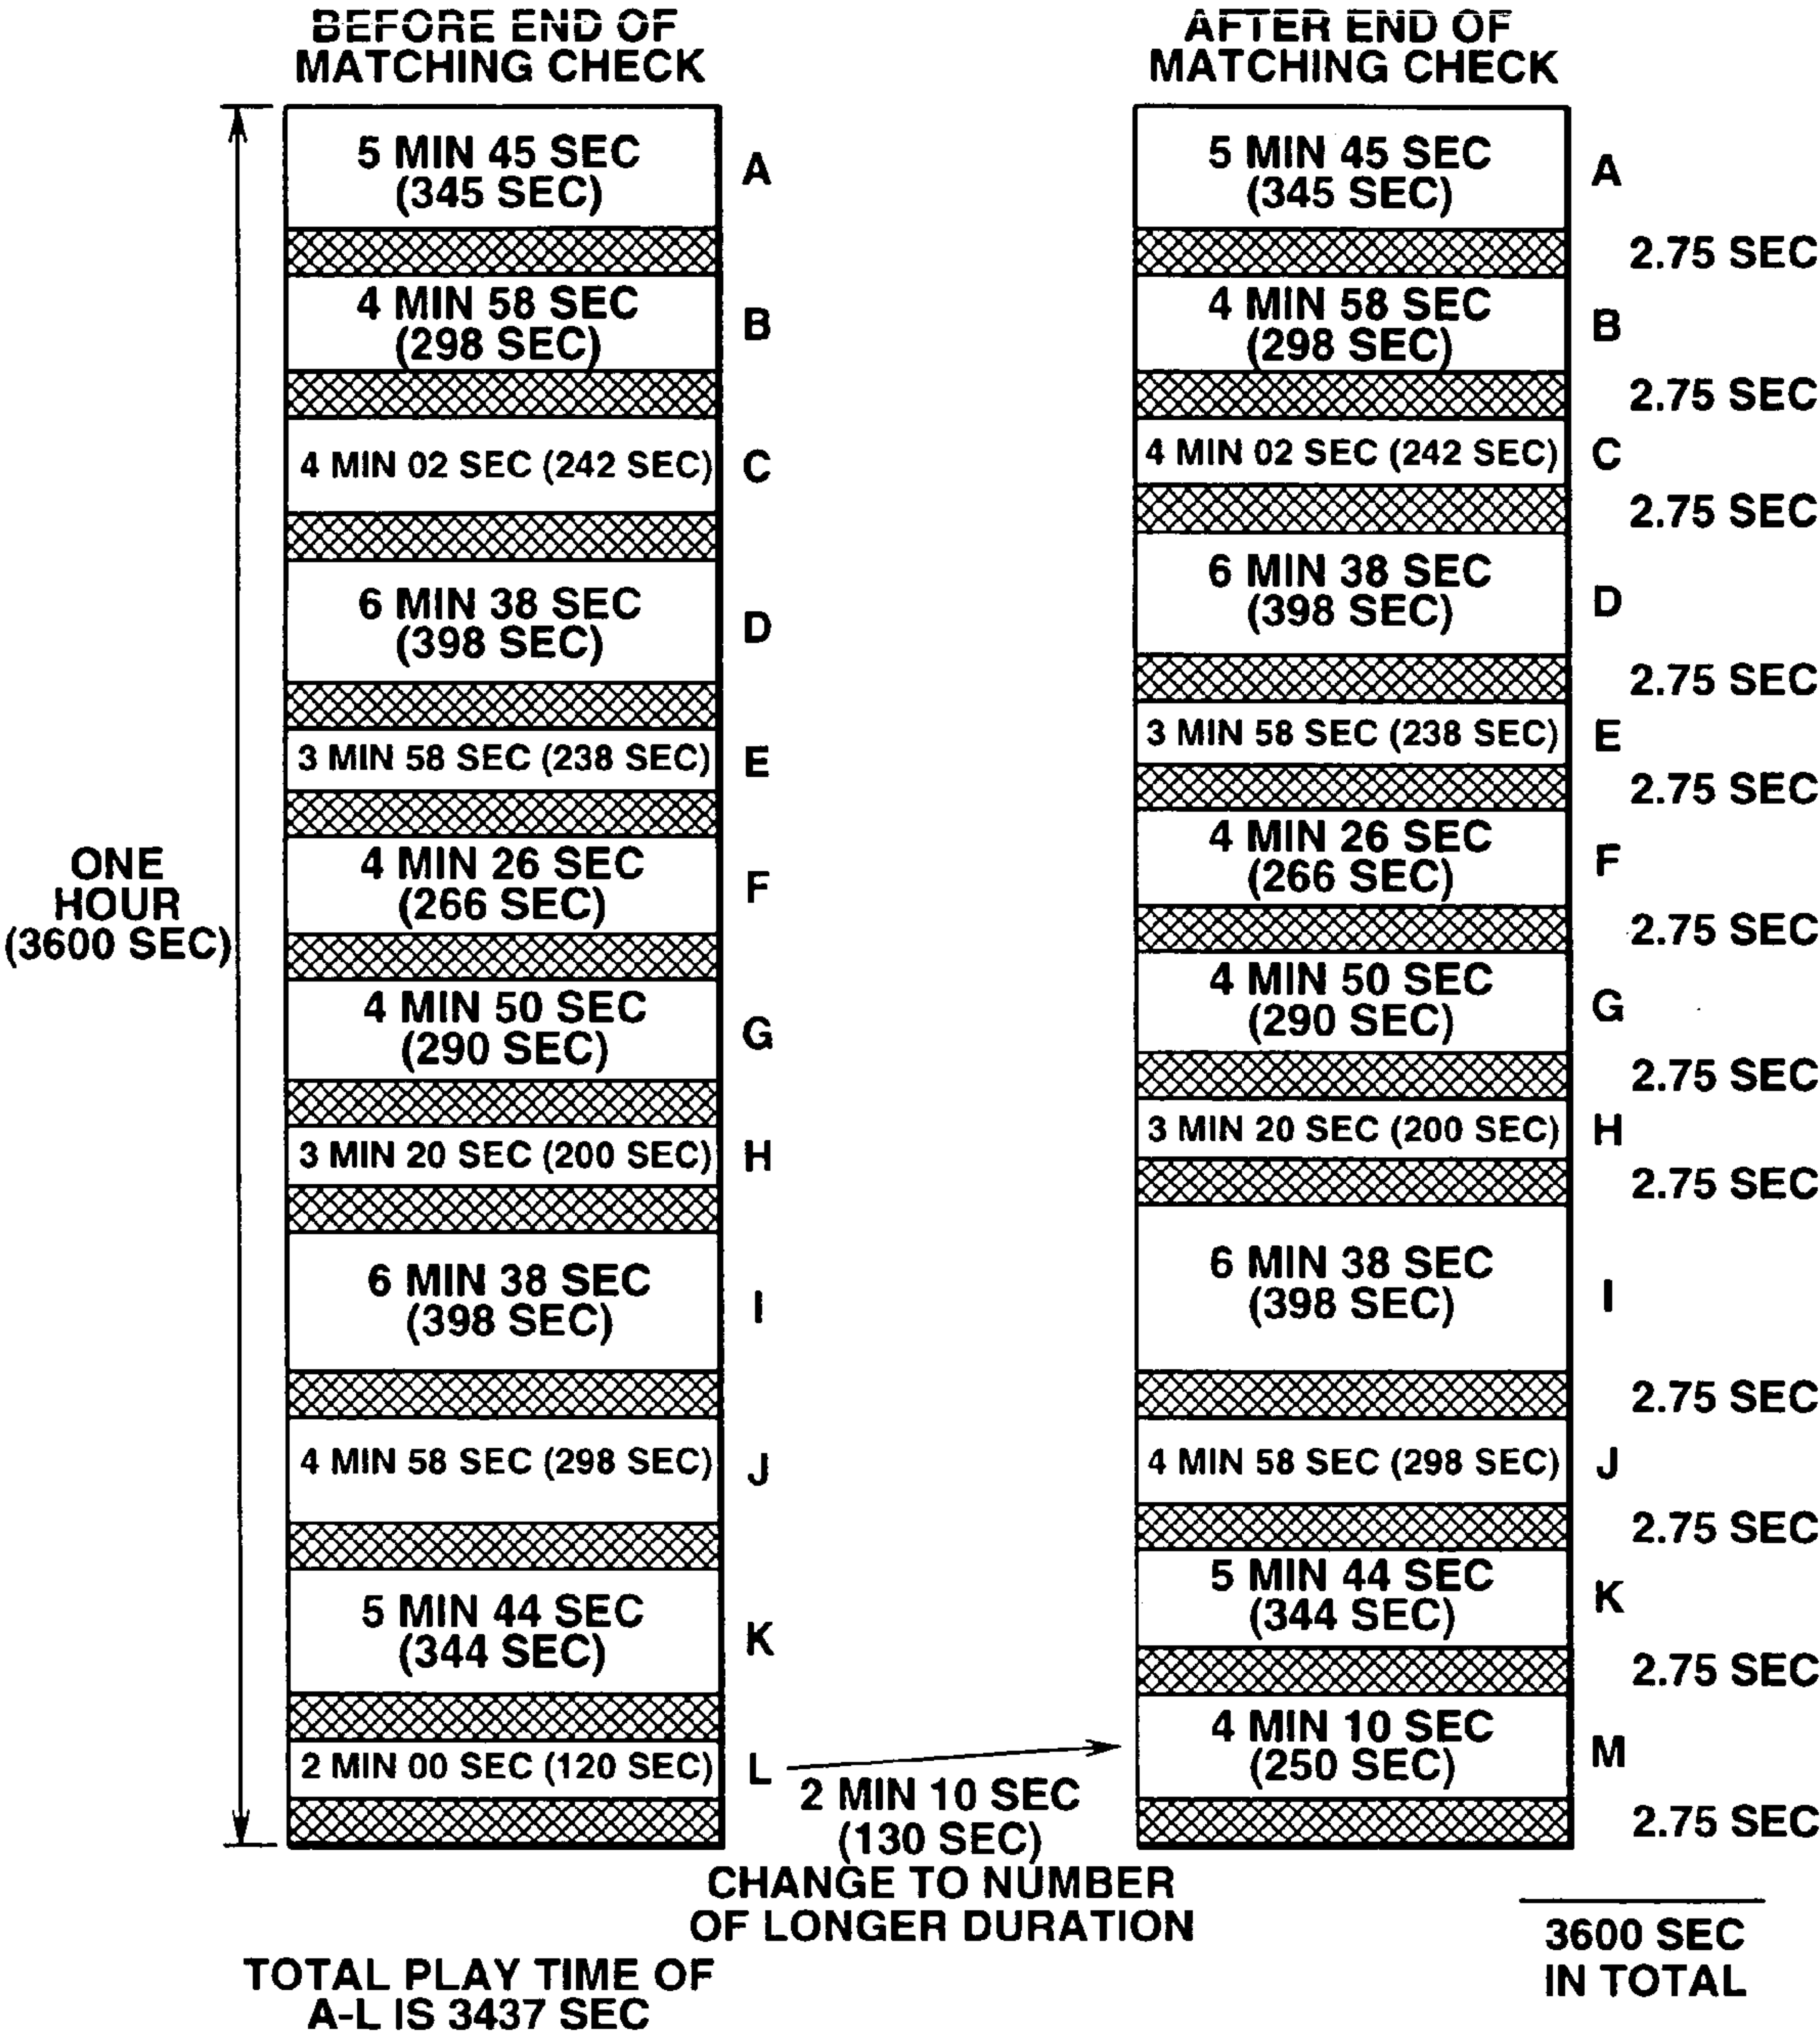 BEFORE END OF
MATCHING CHECK
ONE
HOUR
(3600 SEC)
5 MIN 45 SEC
(345 SEC)
A
4 MIN 58 SEC
(298 SEC)
B
4 MIN 02 SEC (242 SEC)
C
6 MIN 38 SEC
(398 SEC)
D
3 MIN 58 SEC (238 SEC)
E
4 MIN 26 SEC
(266 SEC)
F
4 MIN 50 SEC
(290 SEC)
G
3 MIN 20 SEC (200 SEC)
H
6 MIN 38 SEC
(398 SEC)
I
4 MIN 58 SEC (298 SEC)
J
5 MIN 44 SEC
(344 SEC)
K
2 MIN 00 SEC (120 SEC)
L
2 MIN 10 SEC
(130 SEC)
CHANGE TO NUMBER
OF LONGER DURATION
TOTAL PLAY TIME OF
A-L IS 3437 SEC
AFTER END OF
MATCHING CHECK
5 MIN 45 SEC
(345 SEC)
A
2.75 SEC
4 MIN 58 SEC
(298 SEC)
B
2.75 SEC
4 MIN 02 SEC (242 SEC)
C
2.75 SEC
6 MIN 38 SEC
(398 SEC)
D
2.75 SEC
3 MIN 58 SEC (238 SEC)
E
2.75 SEC
4 MIN 26 SEC
(266 SEC)
F
2.75 SEC
4 MIN 50 SEC
(290 SEC)
G
2.75 SEC
3 MIN 20 SEC (200 SEC)
H
2.75 SEC
6 MIN 38 SEC
(398 SEC)
I
2.75 SEC
4 MIN 58 SEC (298 SEC)
J
2.75 SEC
5 MIN 44 SEC
(344 SEC)
K
2.75 SEC
4 MIN 10 SEC
(250 SEC)
M
2.75 SEC
3600 SEC
IN TOTAL